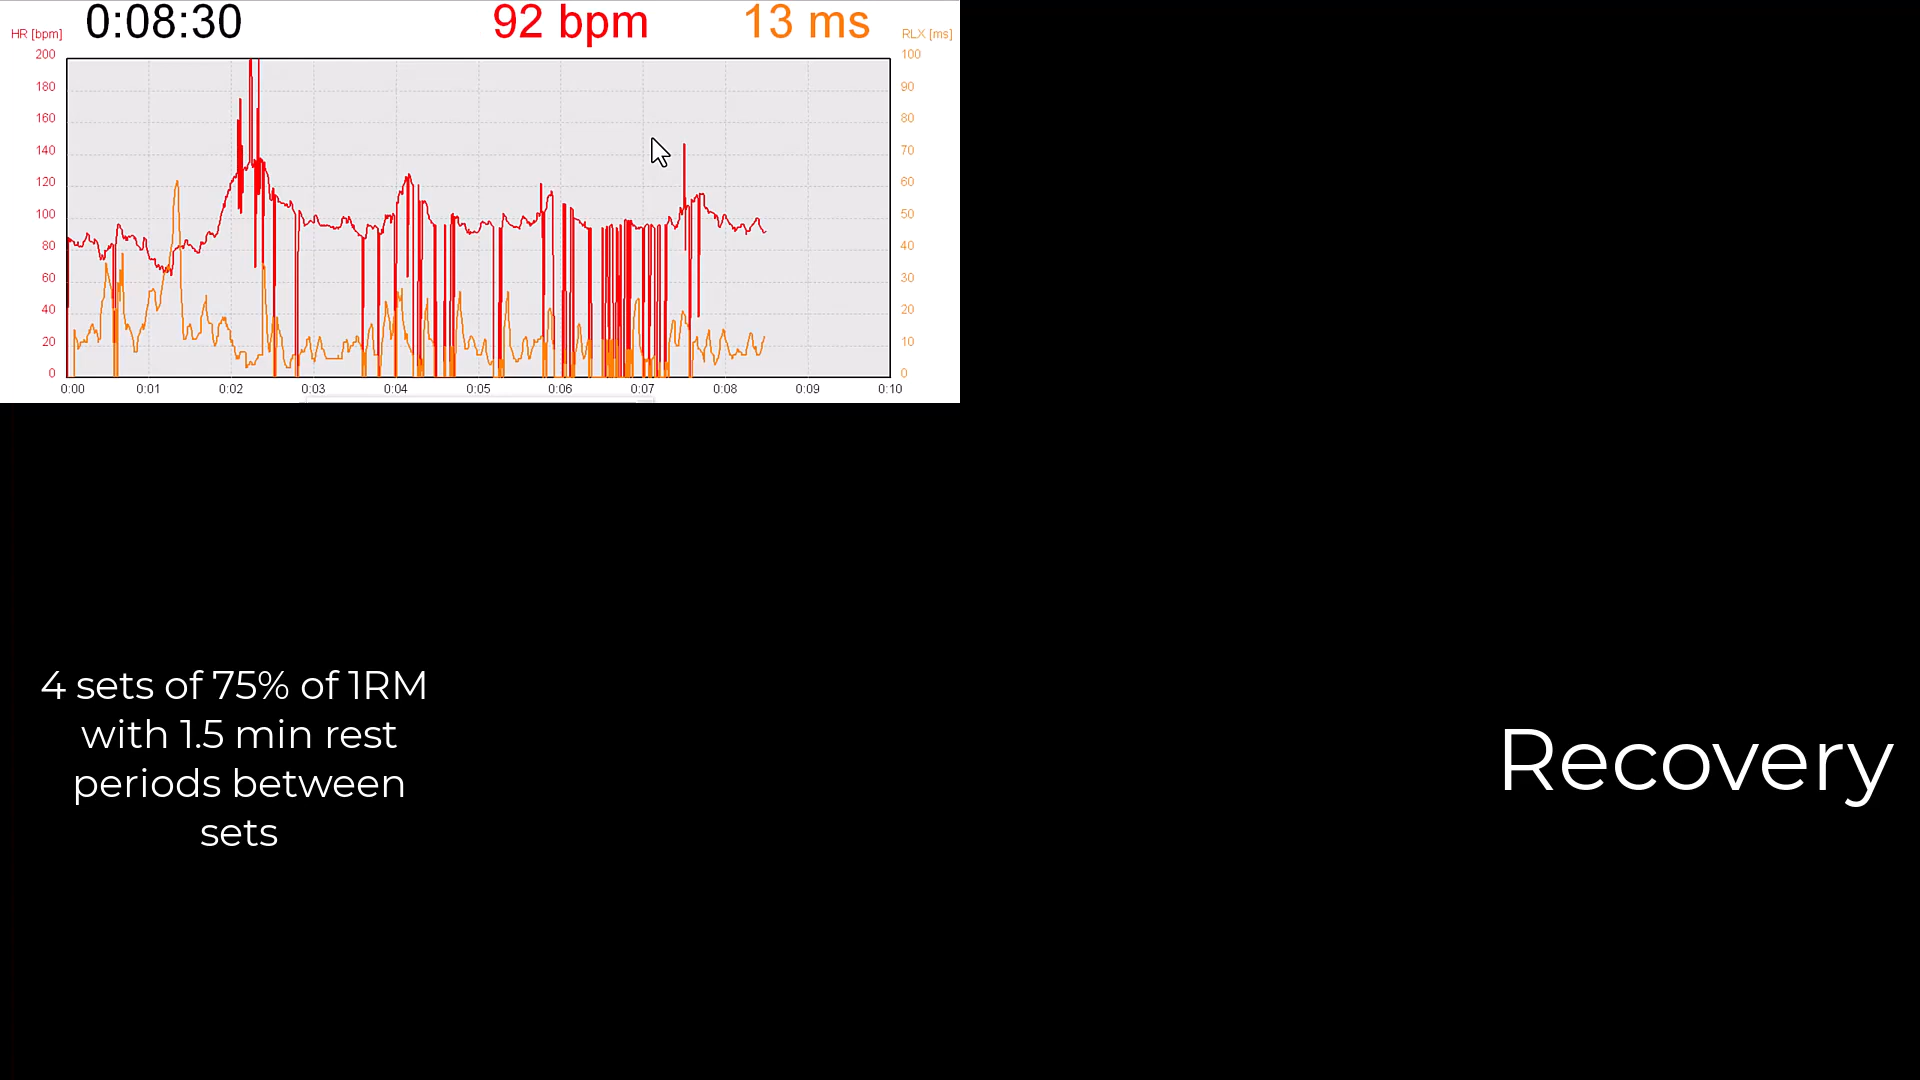 0:08:30
92 bpm
13 ms
HR [bpm]
RLX [ms]
200
180
160
140
120
100
80
60
40
20
0
100
90
80
70
60
50
40
30
20
10
0
0:00 0:01 0:02 0:03 0:04 0:05 0:06 0:07 0:08 0:09 0:10
4 sets of 75% of 1RM
with 1.5 min rest
periods between
sets
Recovery